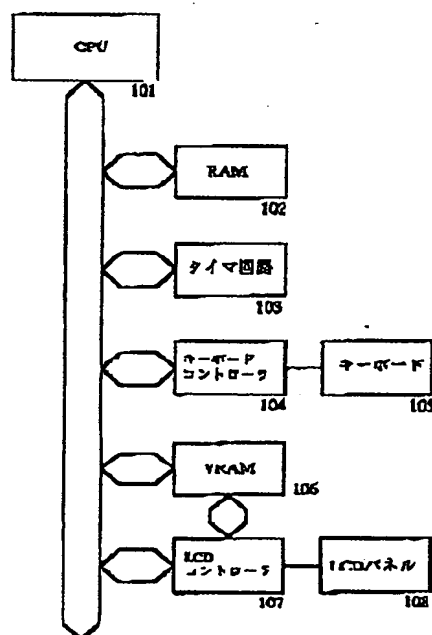 CPU
101
RAM
102
タイマ回路
103
キーボード
コントローラ
104
キーボード
105
VRAM
106
LCD
コントローラ
107
LCDパネル
108